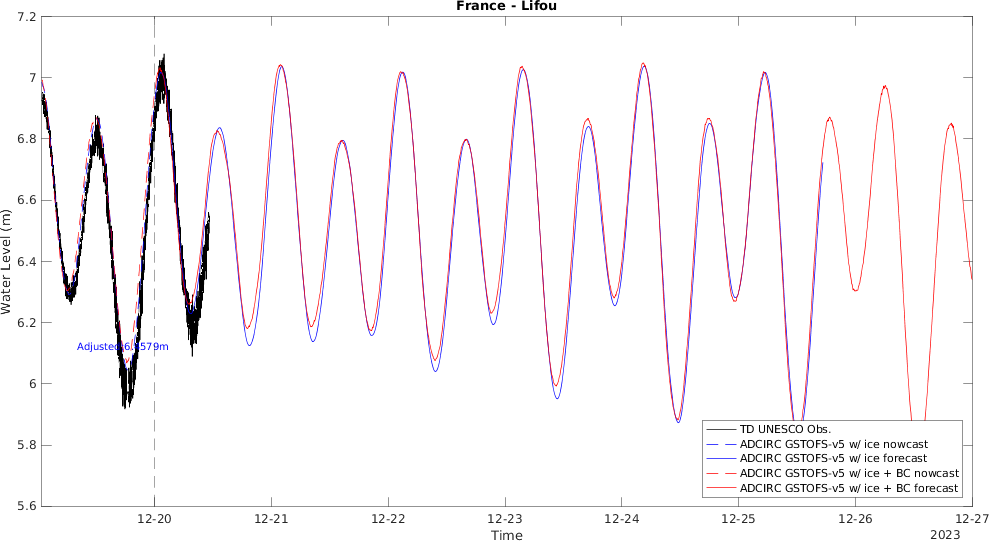 France - Lifou
7.2
7
6.8
6.6
6.4
6.2
6
5.8
5.6
Water Level (m)
12-20
12-21
12-22
12-23
12-24
12-25
12-26
12-27
Time
2023
TD UNESCO Obs.
ADCIRC GSTOFS-v5 w/ ice nowcast
ADCIRC GSTOFS-v5 w/ ice forecast
ADCIRC GSTOFS-v5 w/ ice + BC nowcast
ADCIRC GSTOFS-v5 w/ ice + BC forecast